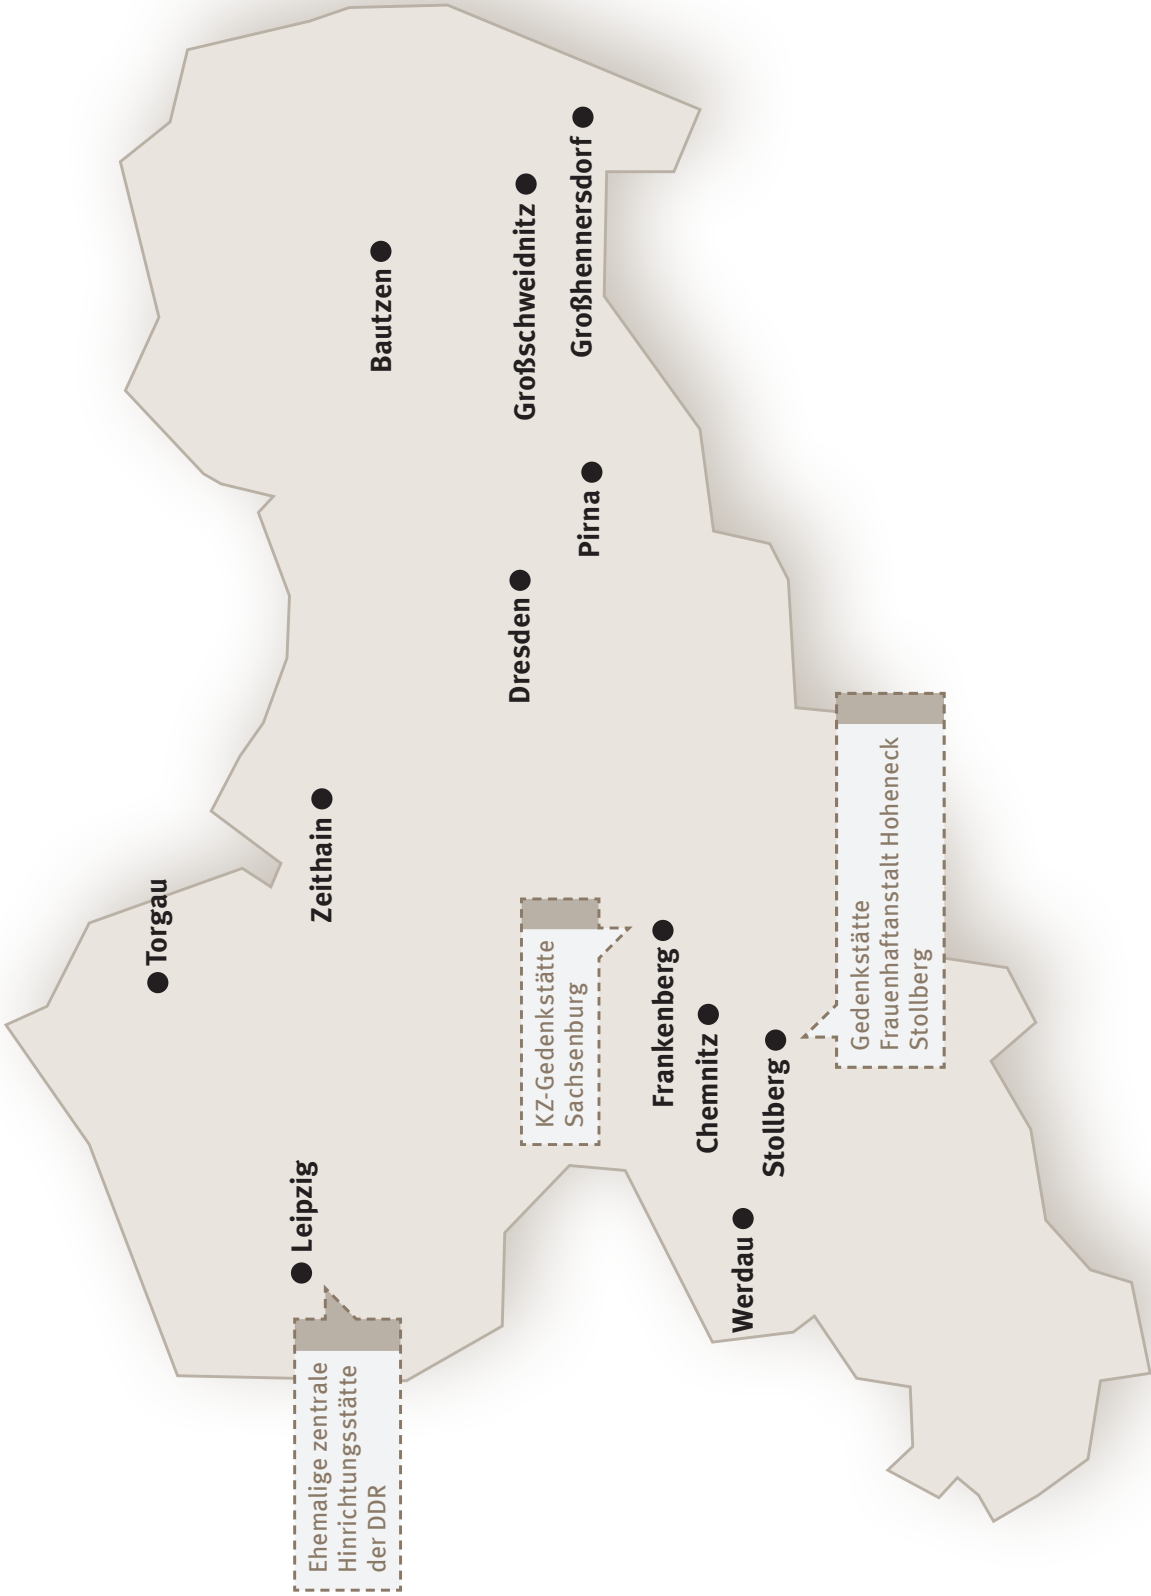 Torgau
Leipzig
Ehemalige zentrale
Hinrichtungsstätte
der DDR
Zeithain
Bautzen
Dresden
Großschweidnitz
Großhennersdorf
Pirna
KZ-Gedenkstätte
Sachsenburg
Frankenberg
Chemnitz
Werdau
Stollberg
Gedenkstätte
Frauenhaftanstalt Hoheneck
Stollberg